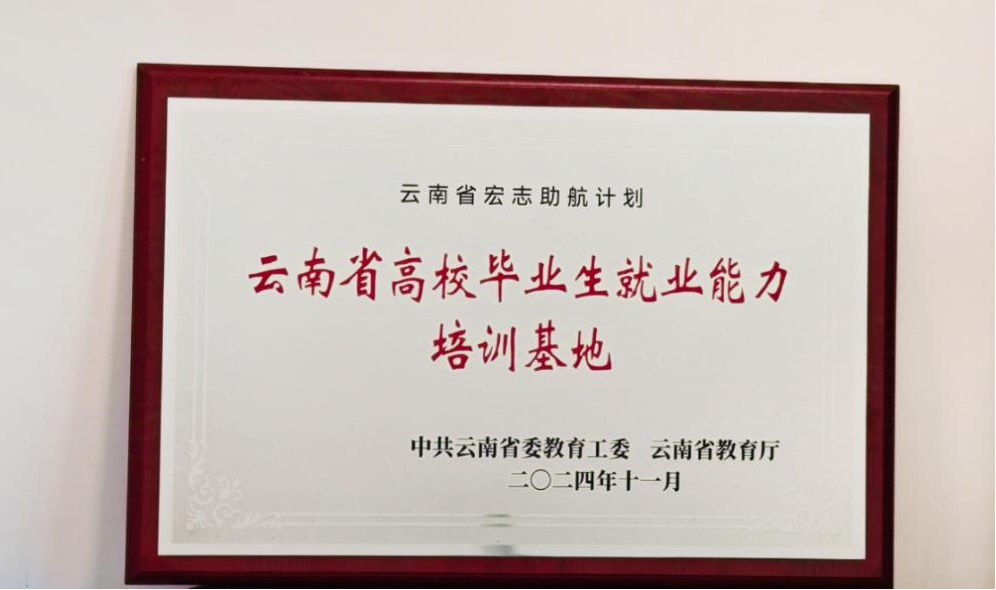 云南省宏志助航计划
云南省高校毕业生就业能力
培训基地
中共云南省委教育工委 云南省教育厅
二〇二四年十一月